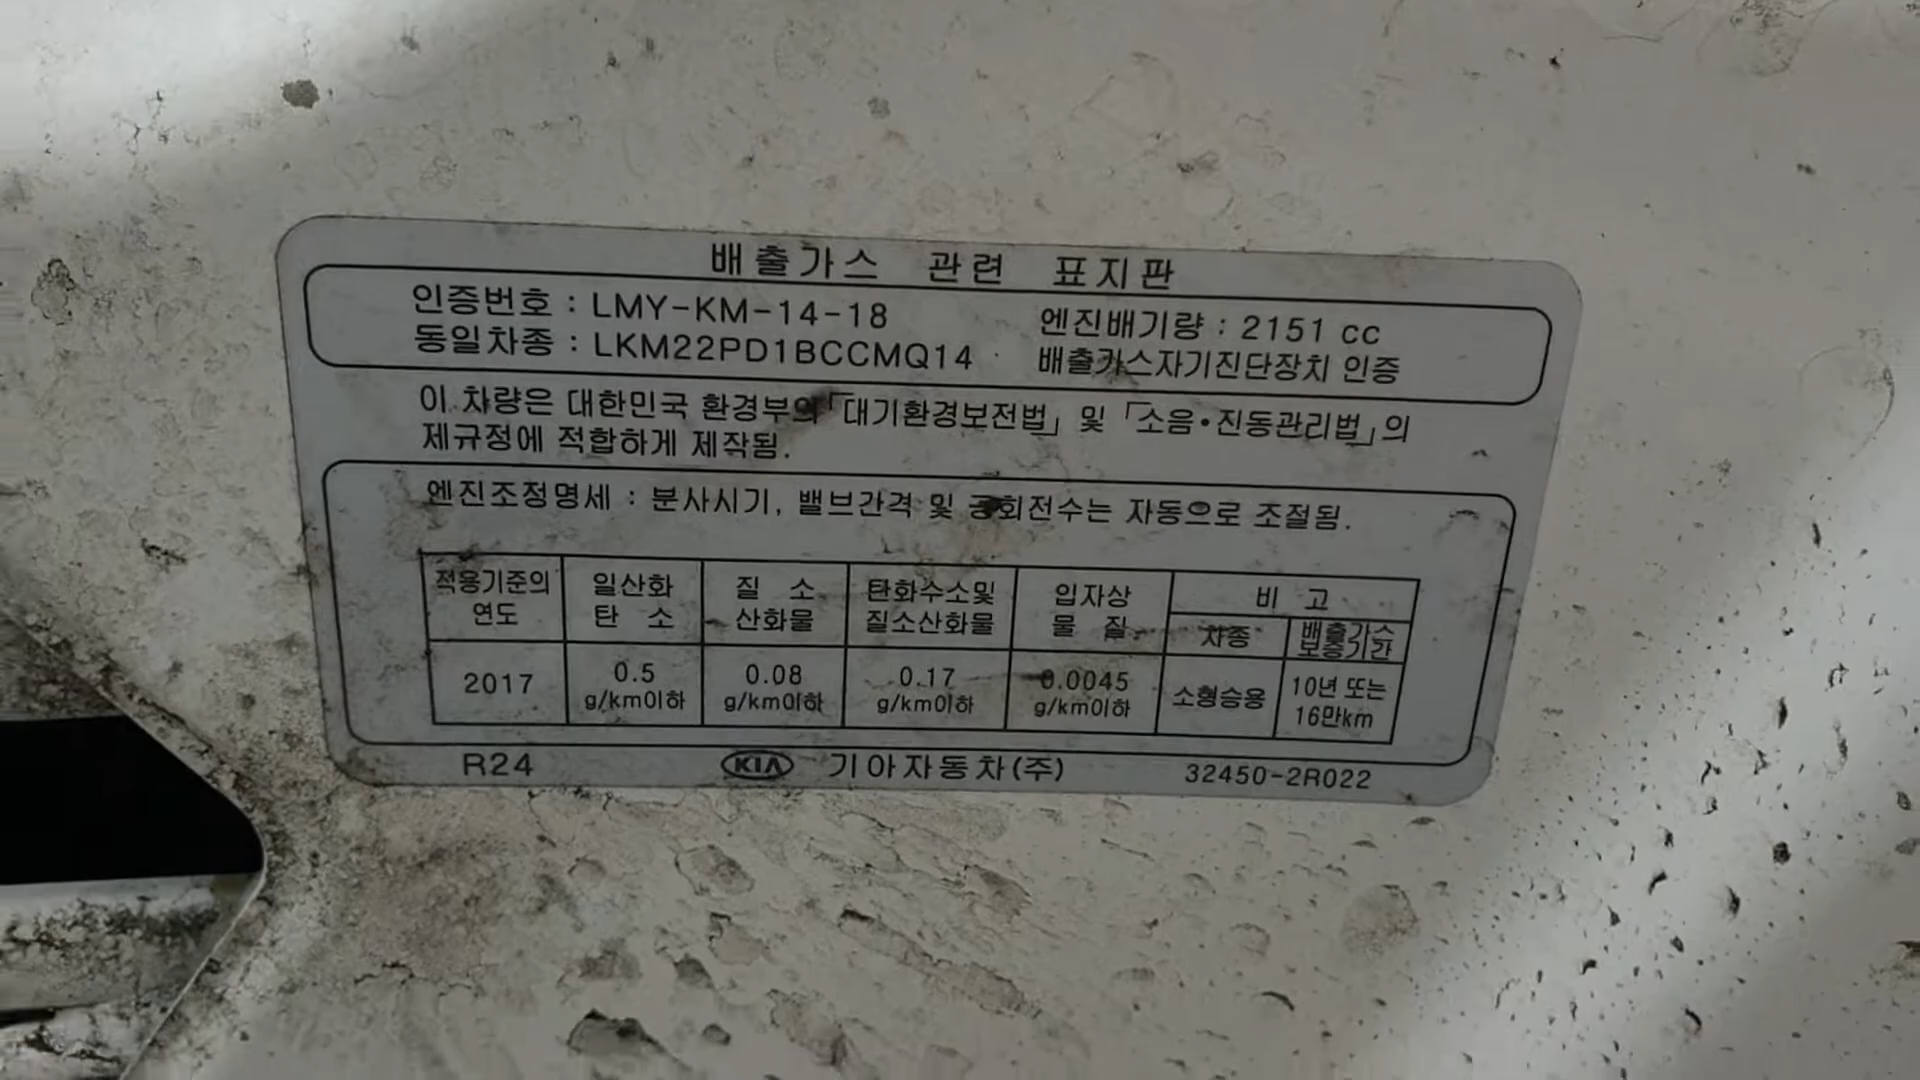 배출가스 관련 표지판
인증번호 : LMY-KM-14-18 엔진배기량 : 2151 cc
동일차종 : LKM22PD1BCCMQ14 배출가스자기진단장치 인증
이 차량은 대한민국 환경부의 「대기환경보전법」 및 「소음·진동관리법」의
제규정에 적합하게 제작됨.
엔진조정명세 : 분사시기, 밸브간격 및 공회전수는 자동으로 조절됨.
적용기준의 연도 일산화 탄소 질소 산화물 탄화수소및 질소산화물 입자상 물질 비고
차종 배출가스 보증기간
2017 0.5 g/km이하 0.08 g/km이하 0.17 g/km이하 0.0045 g/km이하 소형승용 10년 또는 16만km
R24 KIA 기아자동차(주) 32450-2R022